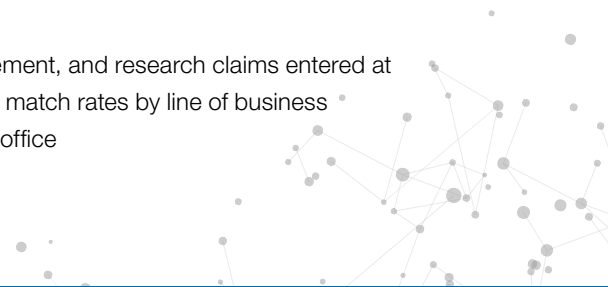 ement, and research claims entered at
match rates by line of business
office